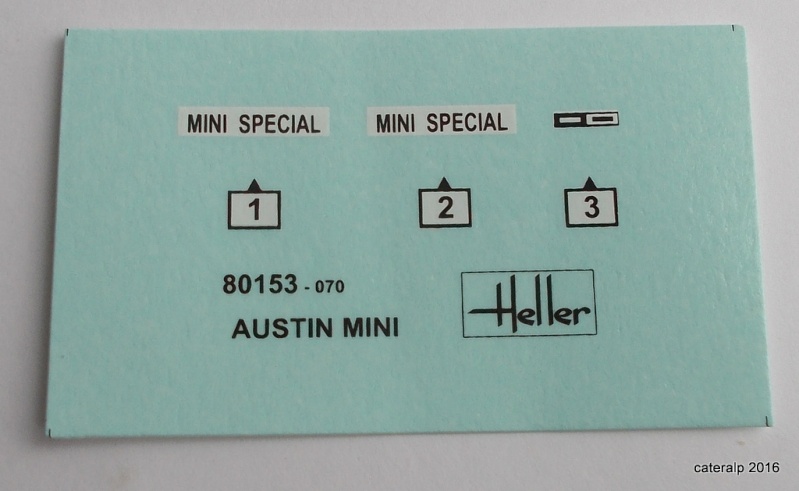 MINI SPECIAL
MINI SPECIAL
1
2
3
80153 - 070
AUSTIN MINI
Heller
cateralp 2016